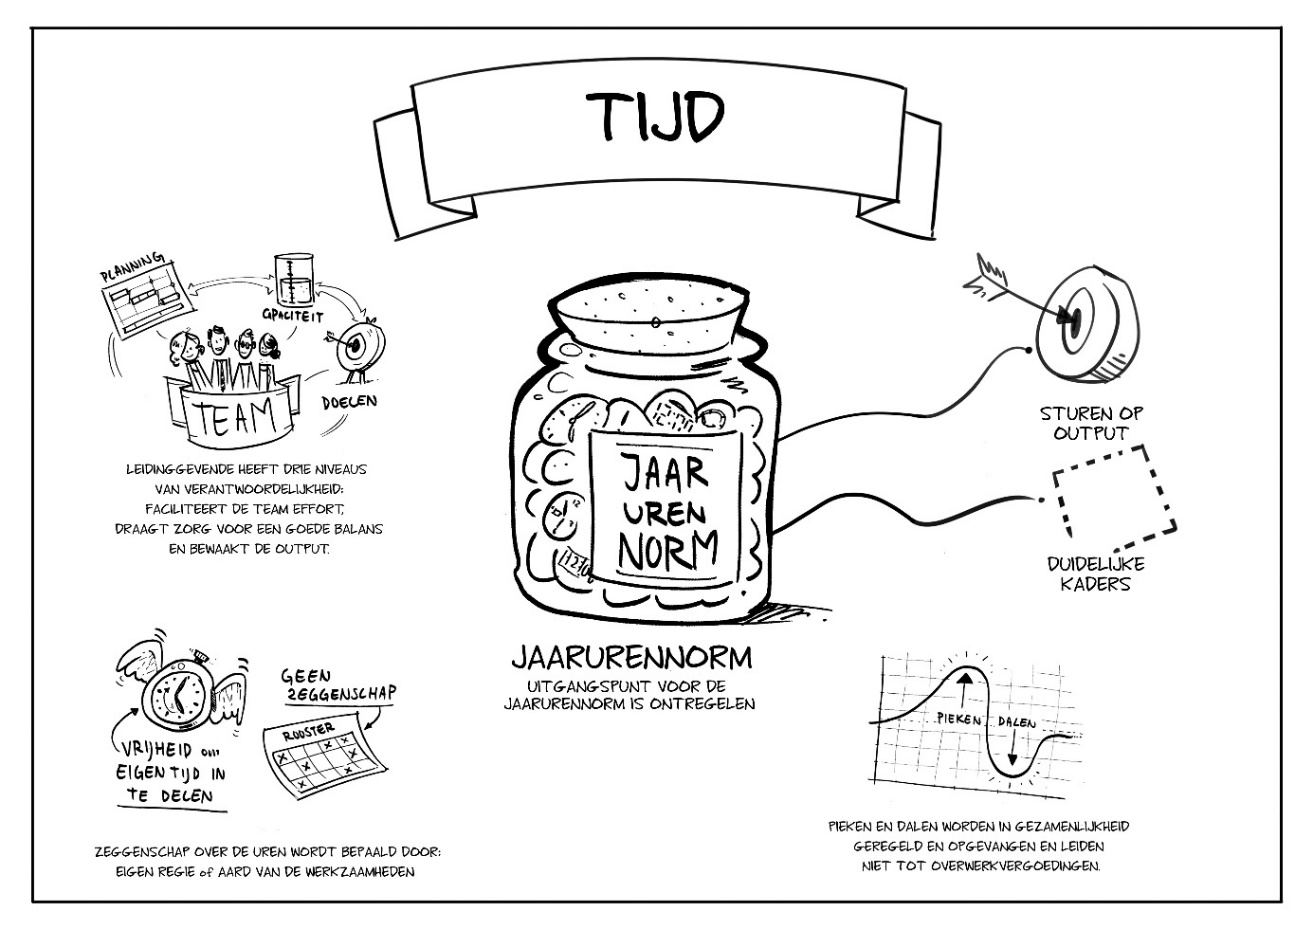 TIJD
PLANNING
CAPACITEIT
TEAM
DOELEN
LEIDINGGEVENDE HEEFT DRIE NIVEAUS
VAN VERANTWOORDELIJKHEID:
FACILITEERT DE TEAM EFFORT,
DRAAGT ZORG VOOR EEN GOEDE BALANS
EN BEWAAKT DE OUTPUT.
JAAR
UREN
NORM
JAARURENNORM
UITGANGSPUNT VOOR DE
JAARURENNORM IS ONTREGELEN
STUREN OP
OUTPUT
DUIDELIJKE
KADERS
VRIJHEID om
EIGEN TIJD IN
TE DELEN
GEEN
ZEGGENSCHAP
ROOSTER
ZEGGENSCHAP OVER DE UREN WORDT BEPAALD DOOR:
EIGEN REGIE of AARD VAN DE WERKZAAMHEDEN
PIEKEN DALEN
PIEKEN EN DALEN WORDEN IN GEZAMENLIJKHEID
GEREGELD EN OPGEVANGEN EN LEIDEN
NIET TOT OVERWERKVERGOEDINGEN.